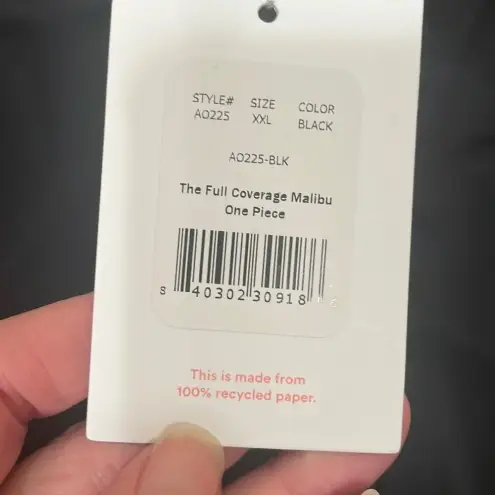 STYLE# SIZE COLOR
AO225 XXL BLACK
AO225-BLK
The Full Coverage Malibu
One Piece
8 40302 30918
This is made from
100% recycled paper.